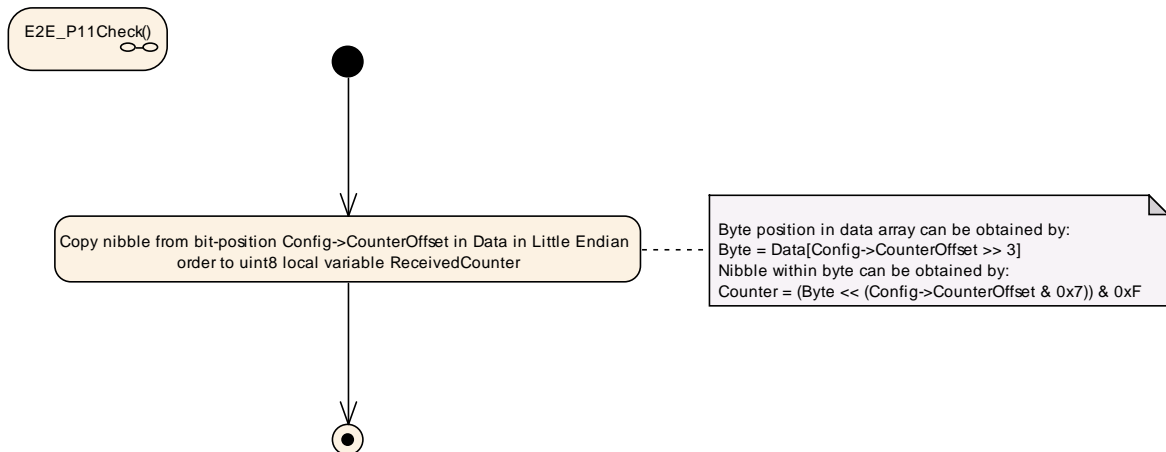 E2E_P11Check()
Copy nibble from bit-position Config->CounterOffset in Data in Little Endian
order to uint8 local variable ReceivedCounter
Byte position in data array can be obtained by:
Byte = Data[Config->CounterOffset >> 3]
Nibble within byte can be obtained by:
Counter = (Byte << (Config->CounterOffset & 0x7)) & 0xF